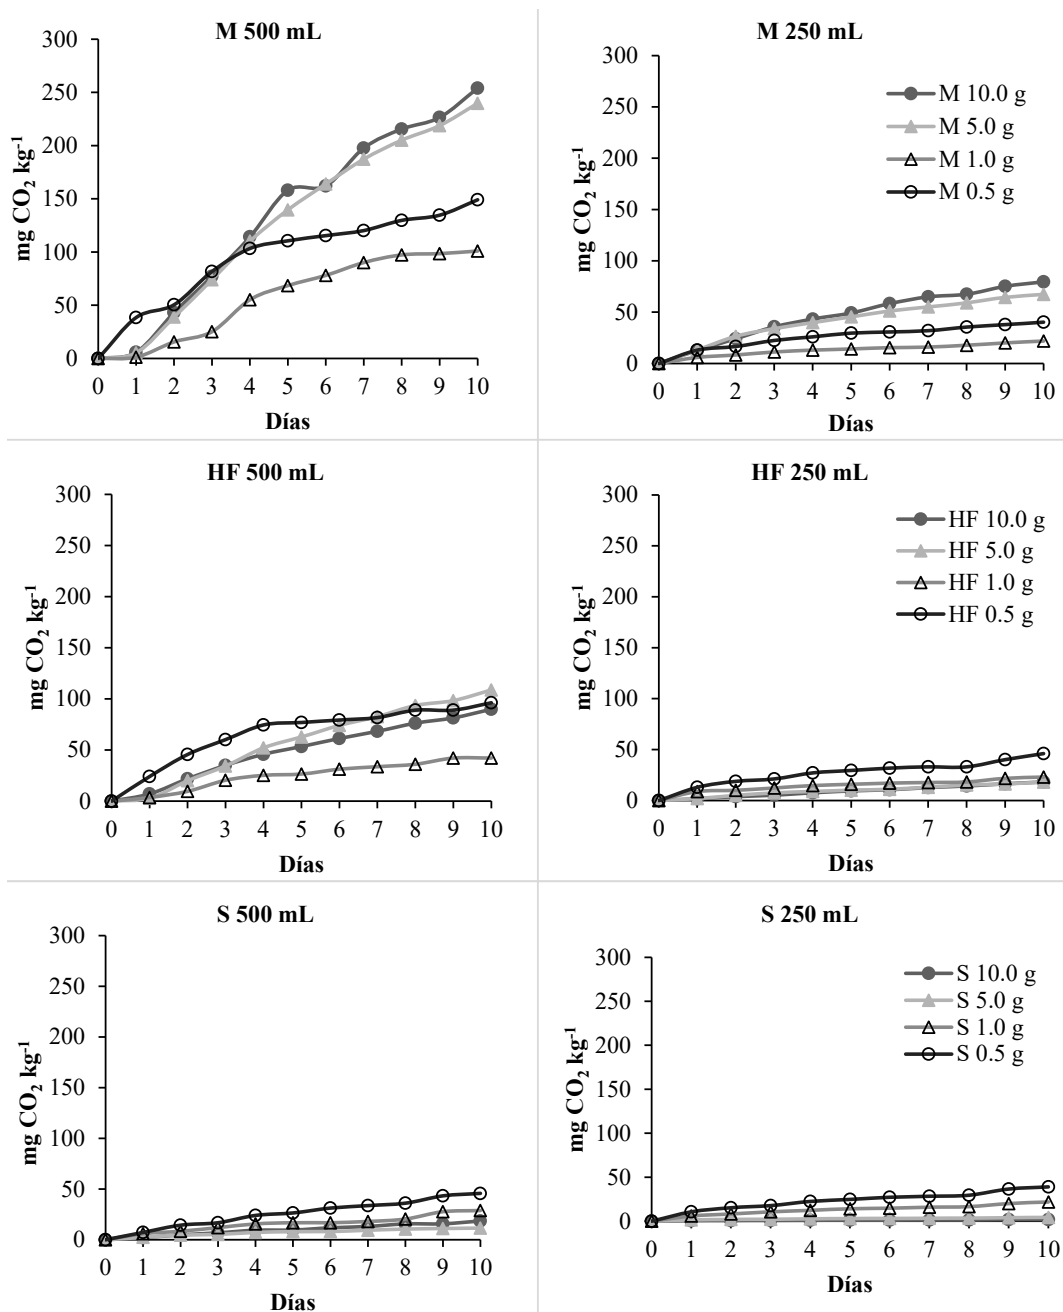 M 500 mL
300
250
200
150
100
50
0
mg CO₂ kg⁻¹
0 1 2 3 4 5 6 7 8 9 10
Días
M 250 mL
300
250
200
150
100
50
0
mg CO₂ kg⁻¹
0 1 2 3 4 5 6 7 8 9 10
Días
M 10.0 g
M 5.0 g
M 1.0 g
M 0.5 g
HF 500 mL
300
250
200
150
100
50
0
mg CO₂ kg⁻¹
0 1 2 3 4 5 6 7 8 9 10
Días
HF 250 mL
300
250
200
150
100
50
0
mg CO₂ kg⁻¹
0 1 2 3 4 5 6 7 8 9 10
Días
HF 10.0 g
HF 5.0 g
HF 1.0 g
HF 0.5 g
S 500 mL
300
250
200
150
100
50
0
mg CO₂ kg⁻¹
0 1 2 3 4 5 6 7 8 9 10
Días
S 250 mL
300
250
200
150
100
50
0
mg CO₂ kg⁻¹
0 1 2 3 4 5 6 7 8 9 10
Días
S 10.0 g
S 5.0 g
S 1.0 g
S 0.5 g